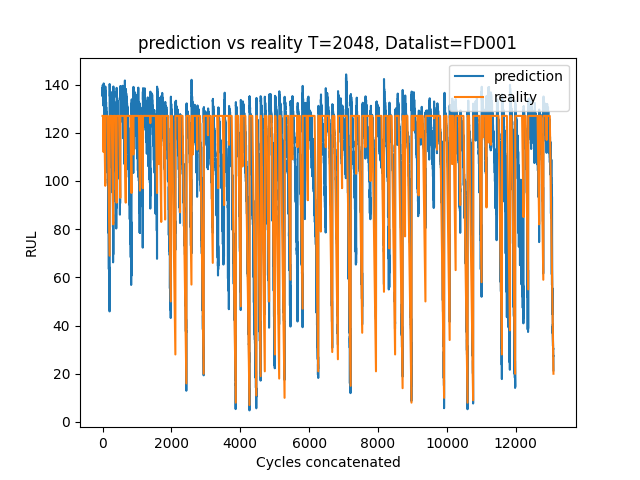 prediction vs reality T=2048, Datalist=FD001
prediction
reality
RUL
140
120
100
80
60
40
20
0
0 2000 4000 6000 8000 10000 12000
Cycles concatenated